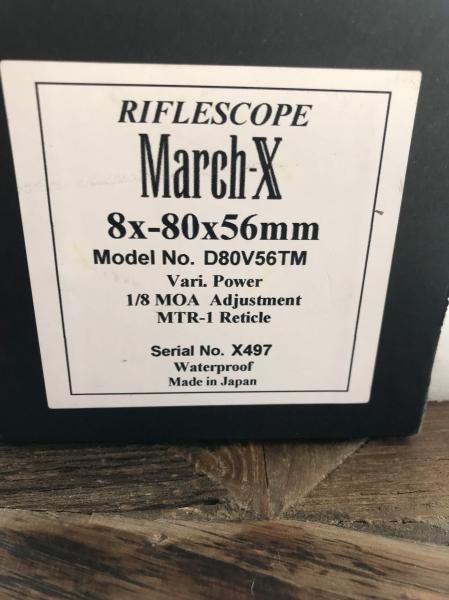 RIFLESCOPE
March-X
8x-80x56mm
Model No. D80V56TM
Vari. Power
1/8 MOA Adjustment
MTR-1 Reticle
Serial No. X497
Waterproof
Made in Japan